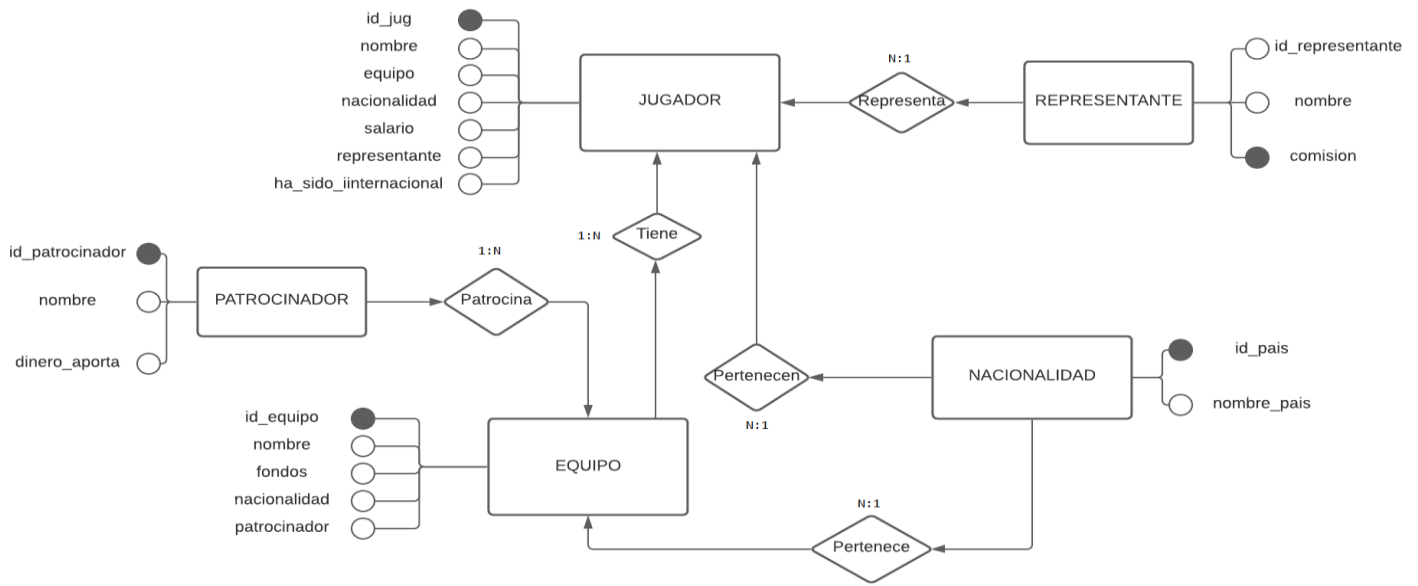 id_jug
nombre
equipo
nacionalidad
salario
representante
ha_sido_iinternacional
JUGADOR
N:1
Representa
REPRESENTANTE
id_representante
nombre
comision
1:N
Tiene
id_patrocinador
nombre
dinero_aporta
PATROCINADOR
1:N
Patrocina
Pertenecen
N:1
NACIONALIDAD
id_pais
nombre_pais
id_equipo
nombre
fondos
nacionalidad
patrocinador
EQUIPO
N:1
Pertenece